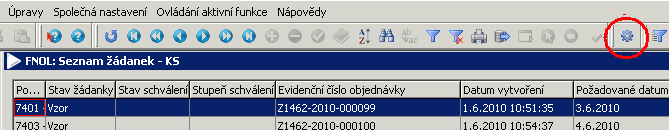 Úpravy Společná nastavení Ovládání aktivní funkce Nápovědy
FNOL: Seznam žádanek - KS
Po... Stav žádanky Stav schválení Stupeň schválení Evidenční číslo objednávky Datum vytvoření Požadované datum
7401 Vzor Z1462-2010-000099 1.6.2010 10:51:35 3.6.2010
7403 Vzor Z1462-2010-000100 1.6.2010 10:54:37 4.6.2010